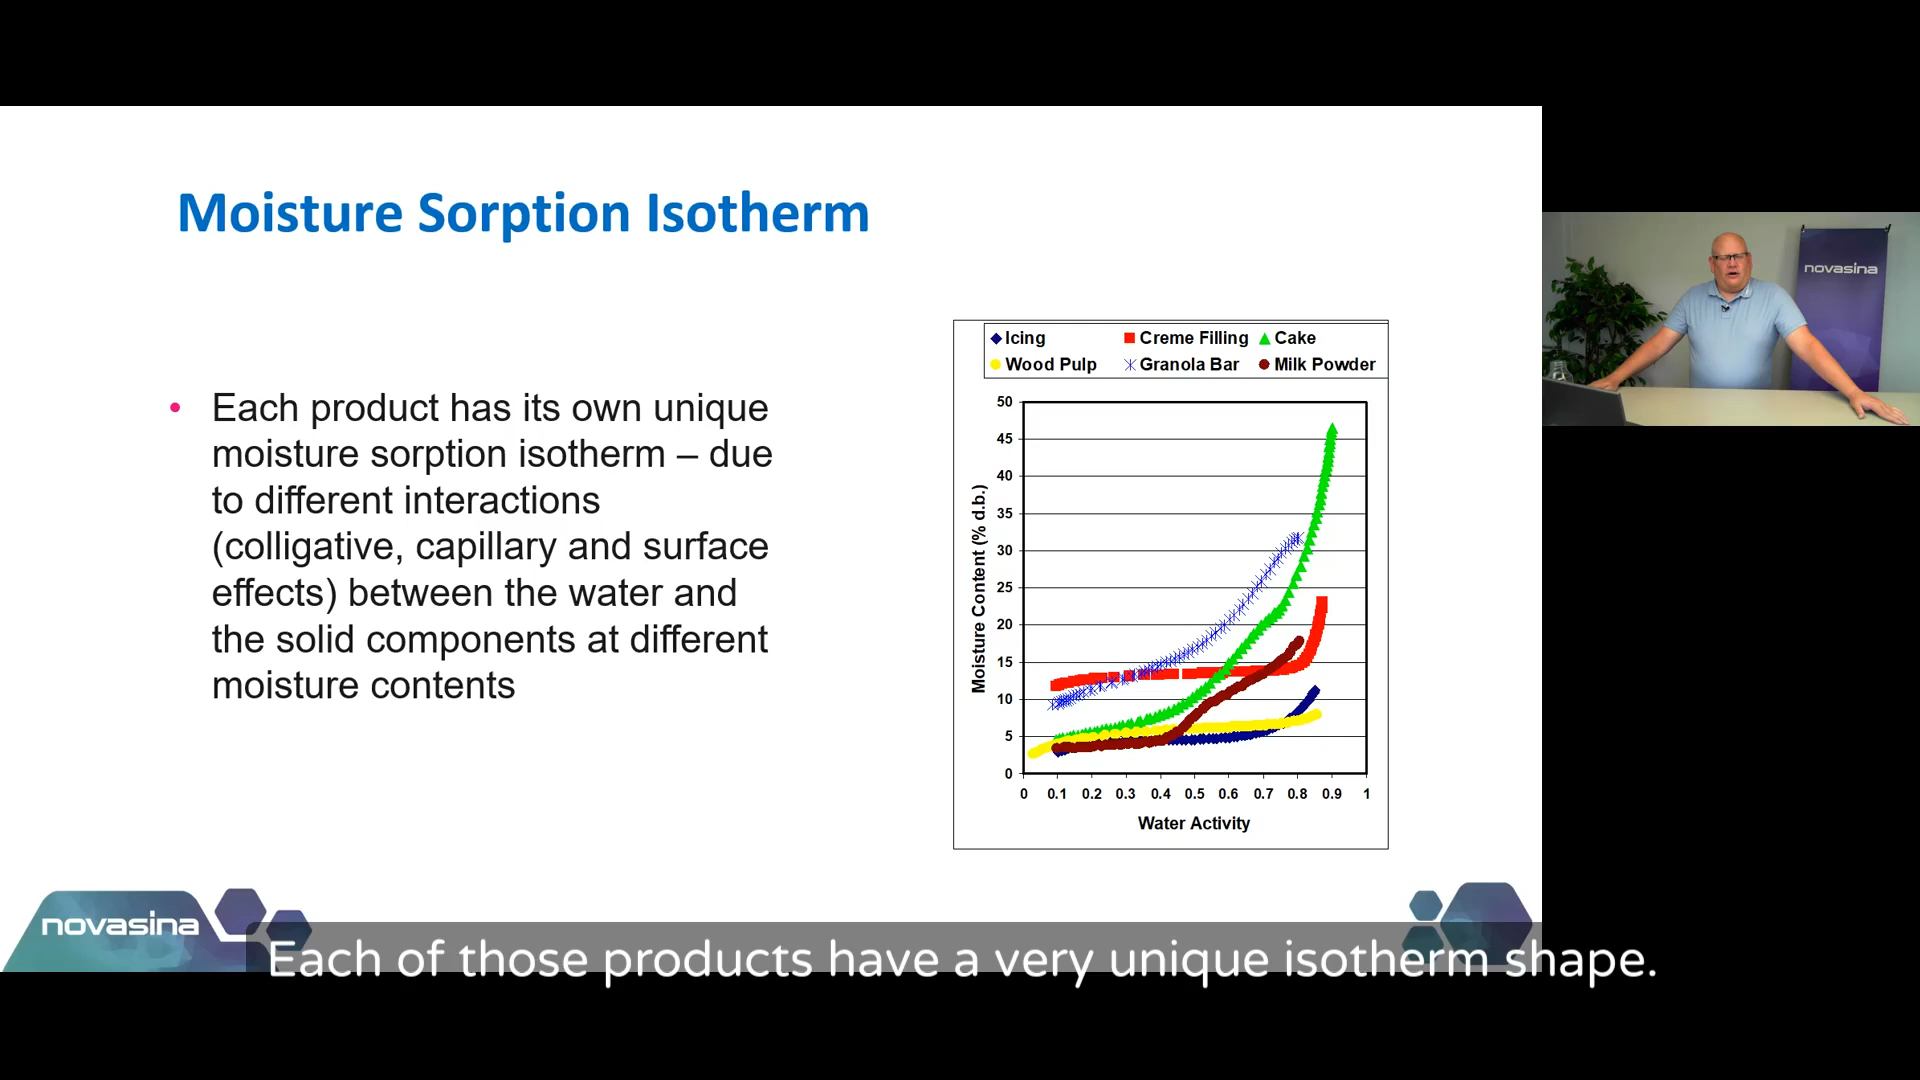 Moisture Sorption Isotherm
• Each product has its own unique
moisture sorption isotherm – due
to different interactions
(colligative, capillary and surface
effects) between the water and
the solid components at different
moisture contents
Icing Creme Filling Cake
Wood Pulp Granola Bar Milk Powder
Moisture Content (% d.b.)
50
45
40
35
30
25
20
15
10
5
0
0 0.1 0.2 0.3 0.4 0.5 0.6 0.7 0.8 0.9 1
Water Activity
novasina
novasina
Each of those products have a very unique isotherm shape.